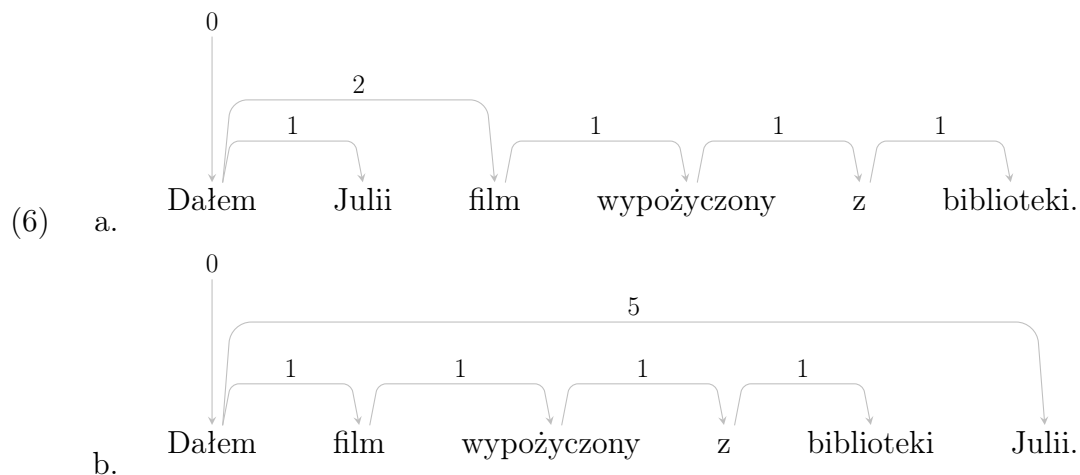 0
2
1 1 1 1
Dałem Julii film wypożyczony z biblioteki.
(6) a.
0
5
1 1 1 1
Dałem film wypożyczony z biblioteki Julii.
b.